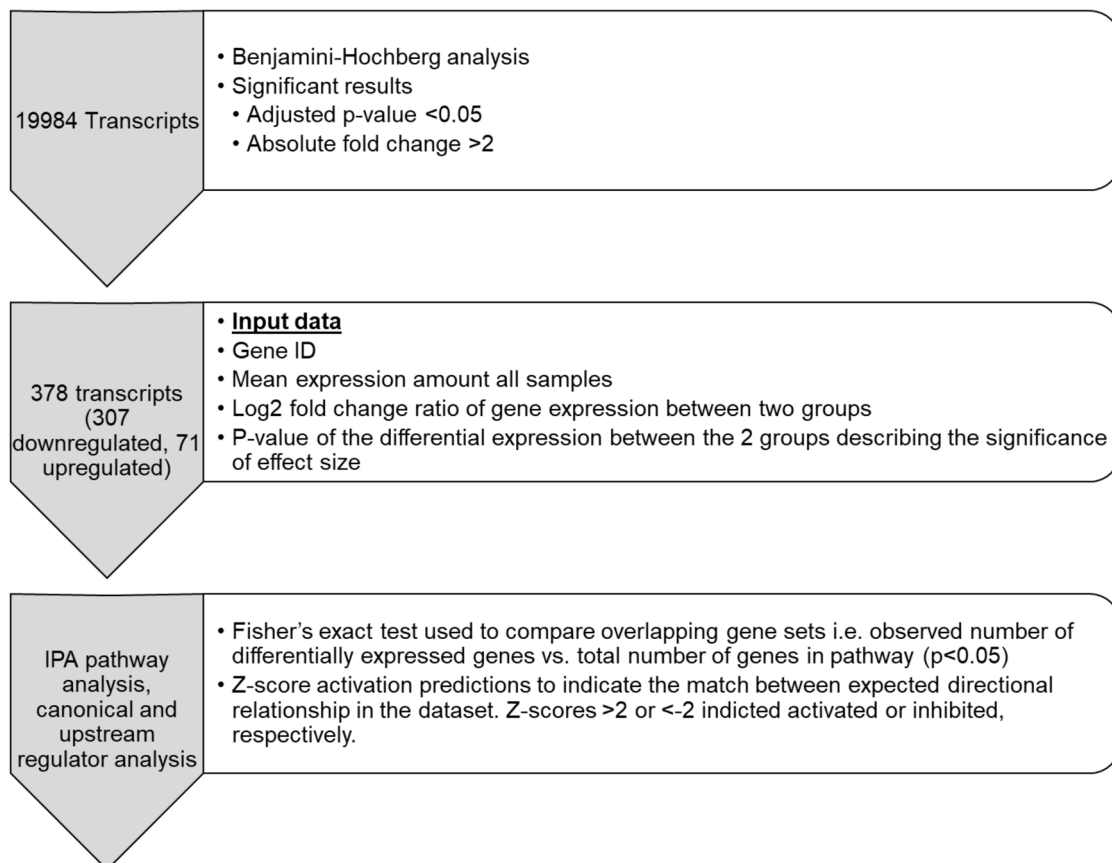 19984 Transcripts
• Benjamini-Hochberg analysis
• Significant results
• Adjusted p-value <0.05
• Absolute fold change >2
378 transcripts
(307
downregulated, 71
upregulated)
• Input data
• Gene ID
• Mean expression amount all samples
• Log2 fold change ratio of gene expression between two groups
• P-value of the differential expression between the 2 groups describing the significance
of effect size
IPA pathway
analysis,
canonical and
upstream
regulator analysis
• Fisher’s exact test used to compare overlapping gene sets i.e. observed number of
differentially expressed genes vs. total number of genes in pathway (p<0.05)
• Z-score activation predictions to indicate the match between expected directional
relationship in the dataset. Z-scores >2 or <-2 indicted activated or inhibited,
respectively.